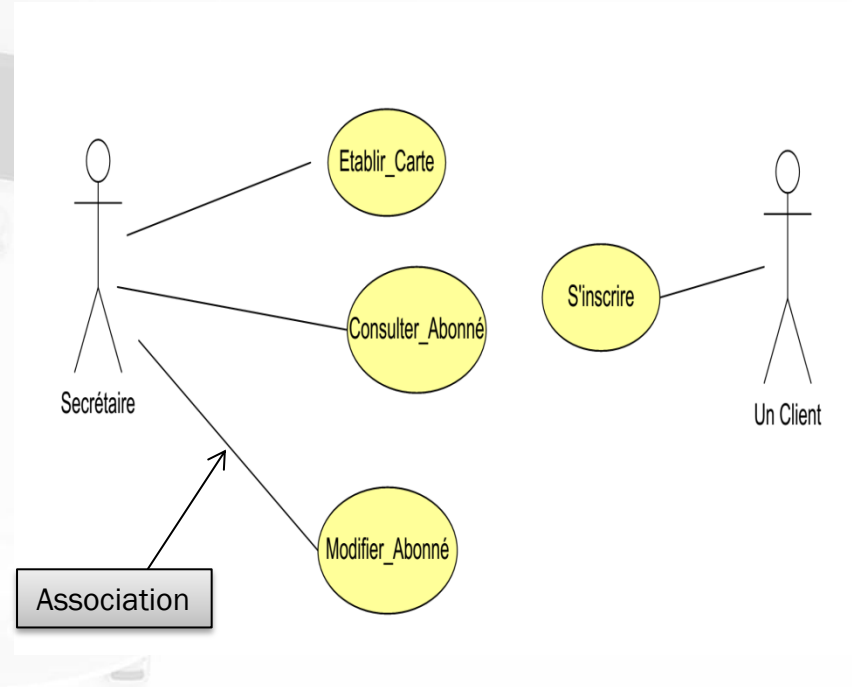 Etablir_Carte
S'inscrire
Consulter_Abonné
Secrétaire
Un Client
Modifier_Abonné
Association